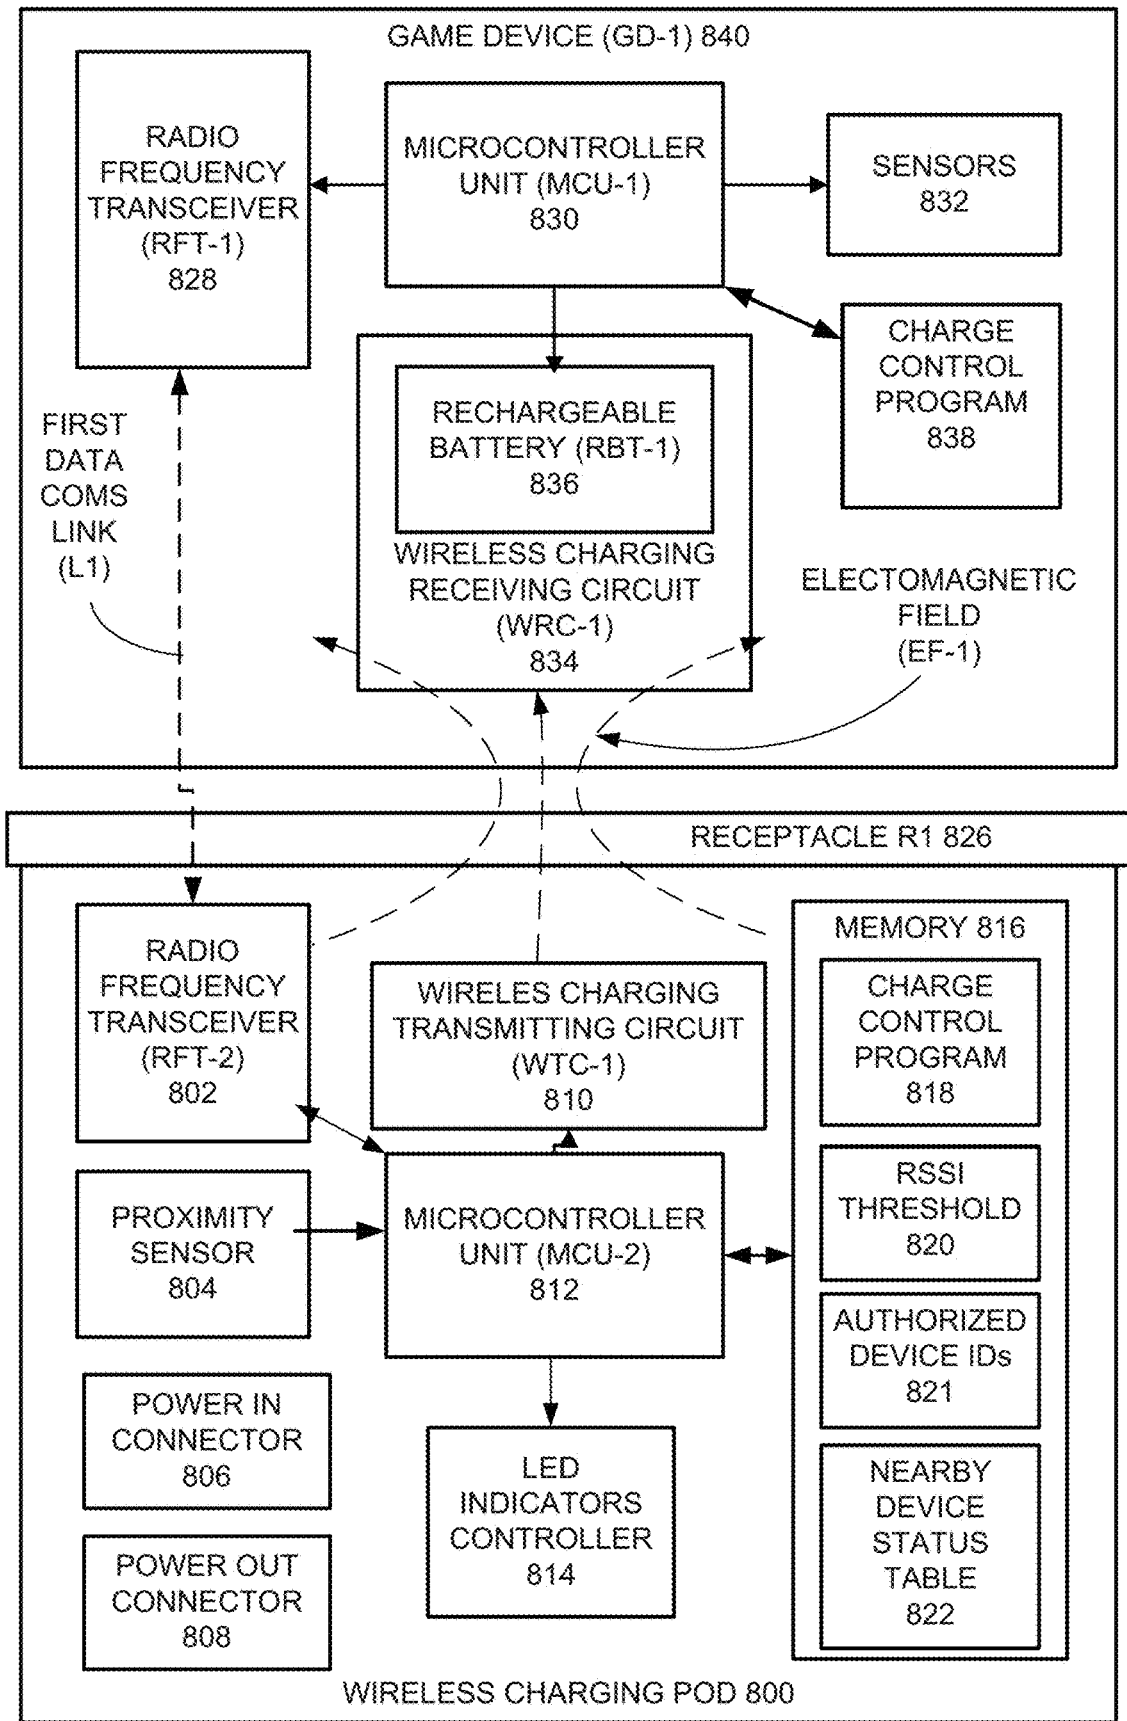 GAME DEVICE (GD-1) 840
RADIO
FREQUENCY
TRANSCEIVER
(RFT-1)
828
MICROCONTROLLER
UNIT (MCU-1)
830
SENSORS
832
CHARGE
CONTROL
PROGRAM
838
RECHARGEABLE
BATTERY (RBT-1)
836
WIRELESS CHARGING
RECEIVING CIRCUIT
(WRC-1)
834
FIRST
DATA
COMS
LINK
(L1)
ELECTOMAGNETIC
FIELD
(EF-1)
RECEPTACLE R1 826
RADIO
FREQUENCY
TRANSCEIVER
(RFT-2)
802
WIRELES CHARGING
TRANSMITTING CIRCUIT
(WTC-1)
810
MEMORY 816
CHARGE
CONTROL
PROGRAM
818
RSSI
THRESHOLD
820
AUTHORIZED
DEVICE IDs
821
NEARBY
DEVICE
STATUS
TABLE
822
PROXIMITY
SENSOR
804
MICROCONTROLLER
UNIT (MCU-2)
812
POWER IN
CONNECTOR
806
LED
INDICATORS
CONTROLLER
814
POWER OUT
CONNECTOR
808
WIRELESS CHARGING POD 800